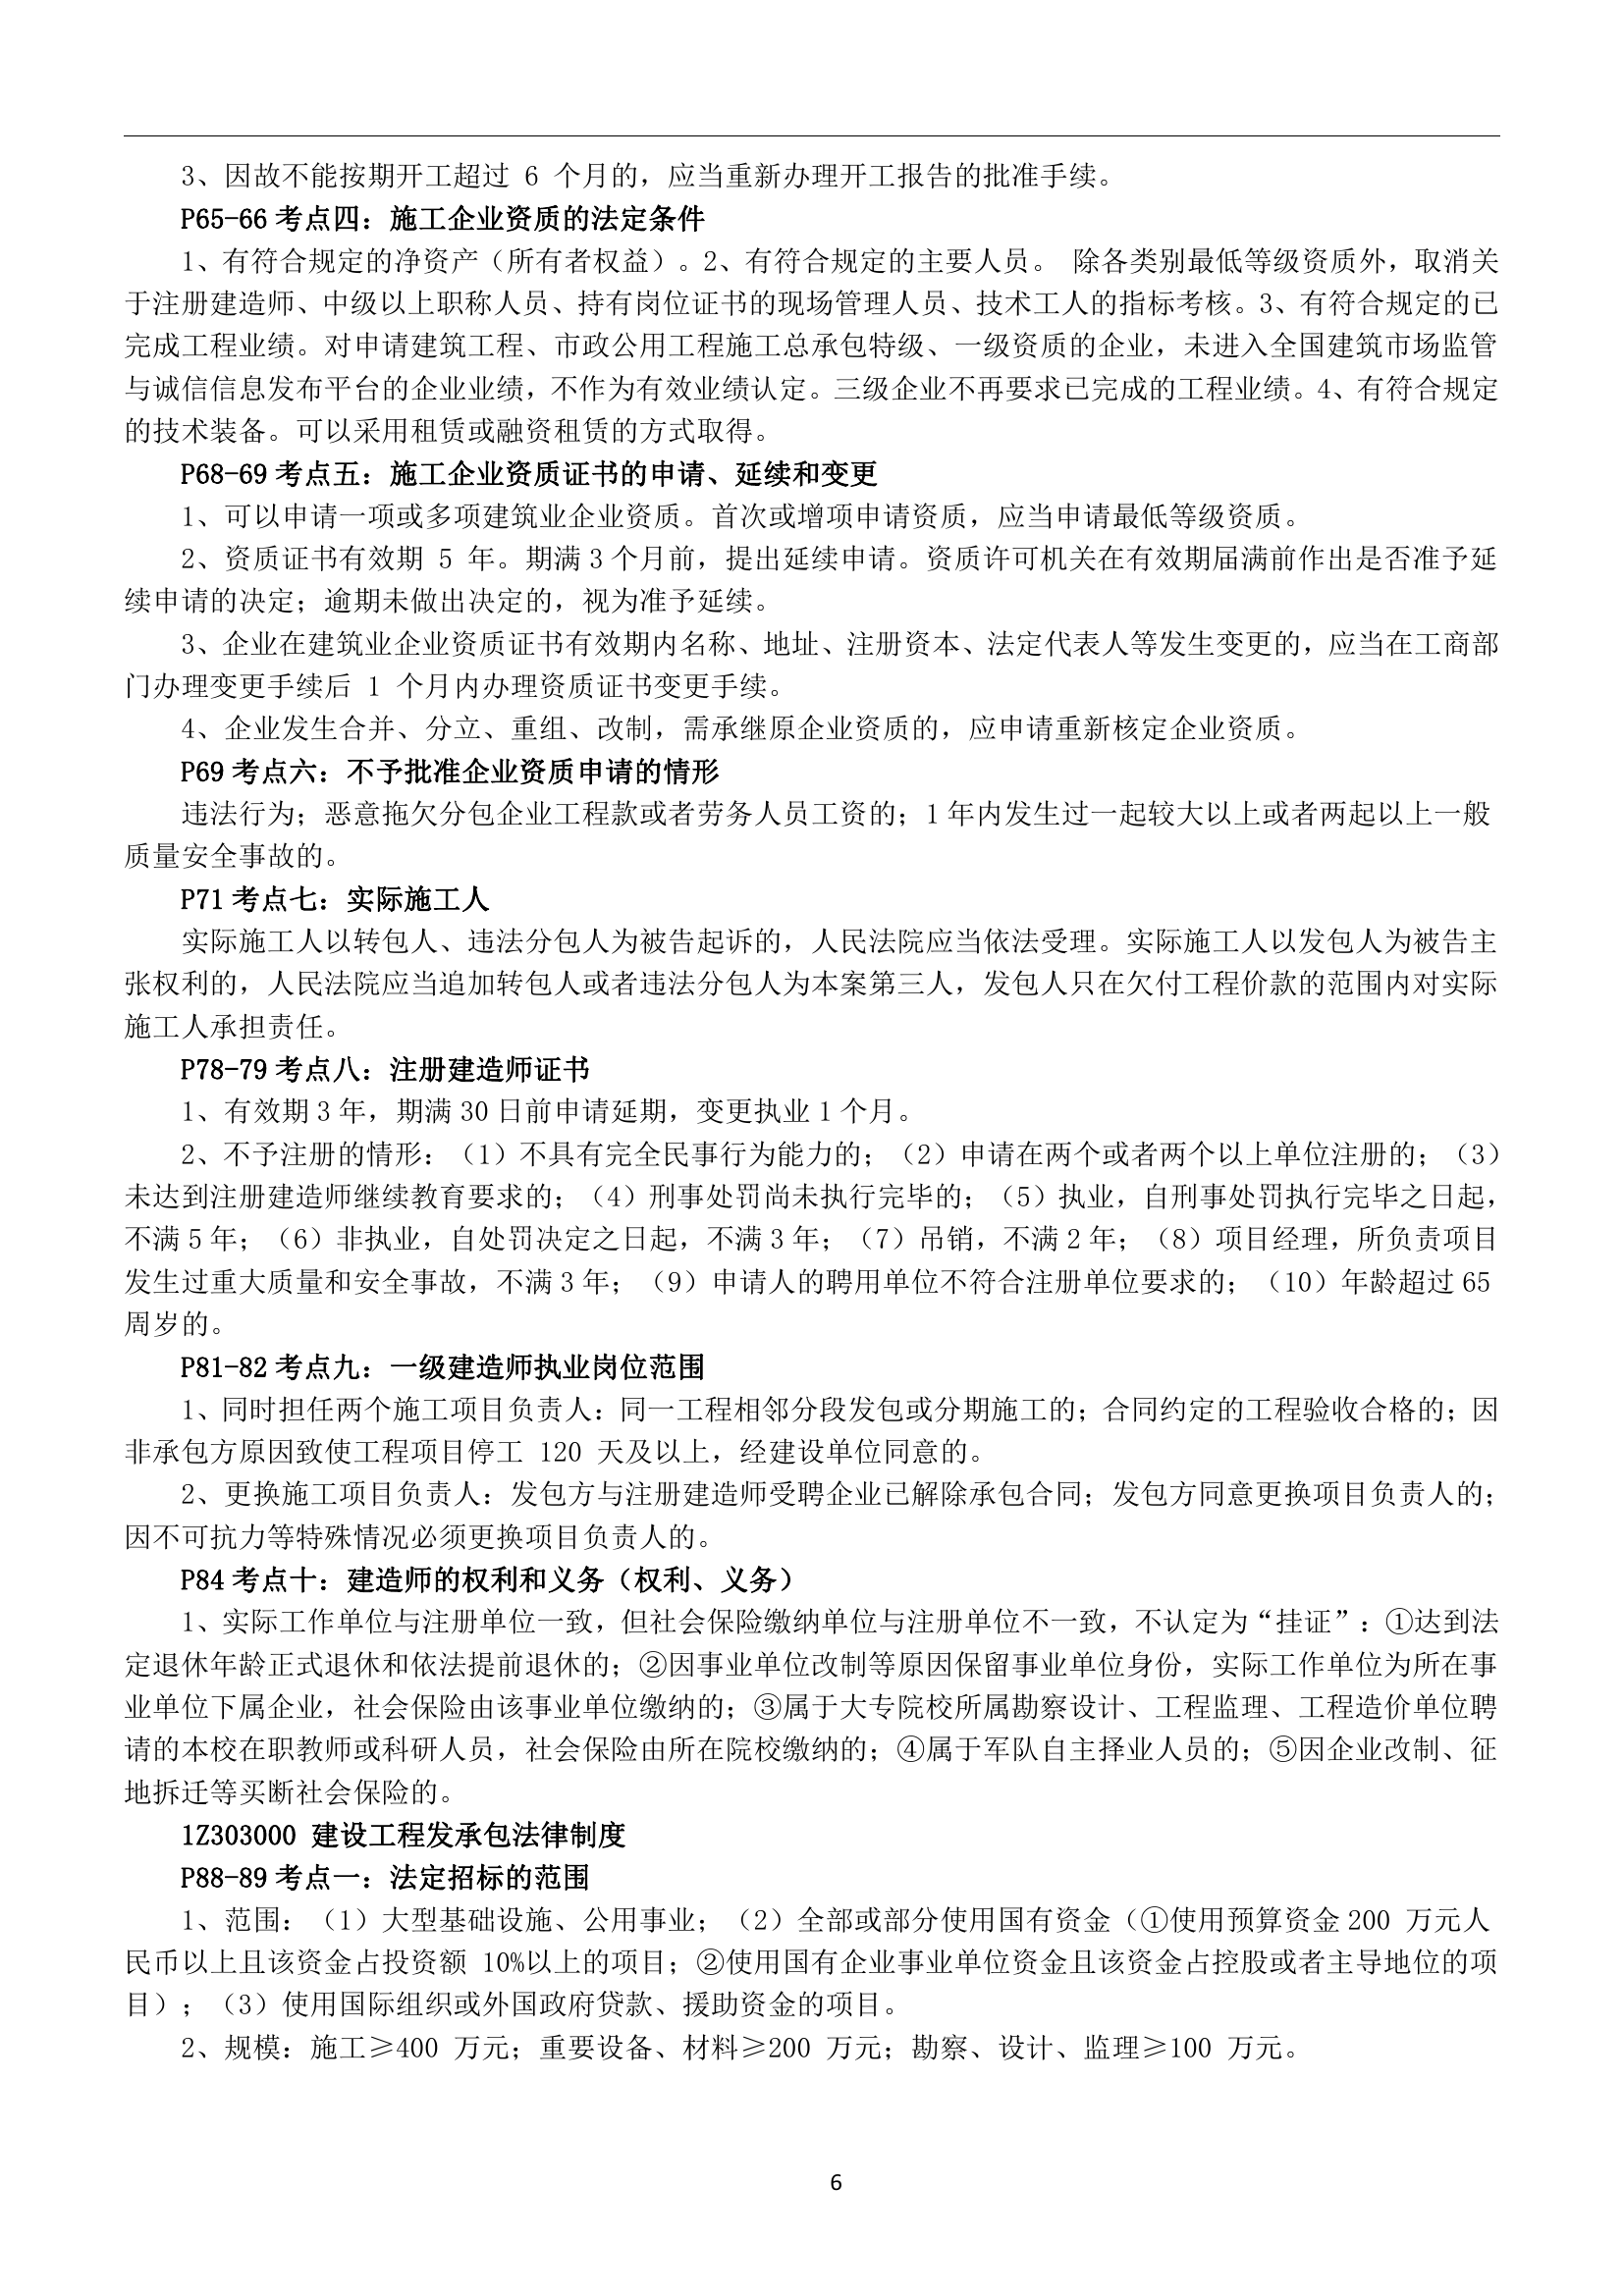 3、因故不能按期开工超过 6 个月的，应当重新办理开工报告的批准手续。
P65-66 考点四：施工企业资质的法定条件
1、有符合规定的净资产（所有者权益）。2、有符合规定的主要人员。 除各类别最低等级资质外，取消关
于注册建造师、中级以上职称人员、持有岗位证书的现场管理人员、技术工人的指标考核。3、有符合规定的已
完成工程业绩。对申请建筑工程、市政公用工程施工总承包特级、一级资质的企业，未进入全国建筑市场监管
与诚信信息发布平台的企业业绩，不作为有效业绩认定。三级企业不再要求已完成的工程业绩。4、有符合规定
的技术装备。可以采用租赁或融资租赁的方式取得。
P68-69 考点五：施工企业资质证书的申请、延续和变更
1、可以申请一项或多项建筑业企业资质。首次或增项申请资质，应当申请最低等级资质。
2、资质证书有效期 5 年。期满 3 个月前，提出延续申请。资质许可机关在有效期届满前作出是否准予延
续申请的决定；逾期未做出决定的，视为准予延续。
3、企业在建筑业企业资质证书有效期内名称、地址、注册资本、法定代表人等发生变更的，应当在工商部
门办理变更手续后 1 个月内办理资质证书变更手续。
4、企业发生合并、分立、重组、改制，需承继原企业资质的，应申请重新核定企业资质。
P69 考点六：不予批准企业资质申请的情形
违法行为；恶意拖欠分包企业工程款或者劳务人员工资的；1 年内发生过一起较大以上或者两起以上一般
质量安全事故的。
P71 考点七：实际施工人
实际施工人以转包人、违法分包人为被告起诉的，人民法院应当依法受理。实际施工人以发包人为被告主
张权利的，人民法院应当追加转包人或者违法分包人为本案第三人，发包人只在欠付工程价款的范围内对实际
施工人承担责任。
P78-79 考点八：注册建造师证书
1、有效期 3 年，期满 30 日前申请延期，变更执业 1 个月。
2、不予注册的情形：（1）不具有完全民事行为能力的；（2）申请在两个或者两个以上单位注册的；（3）
未达到注册建造师继续教育要求的；（4）刑事处罚尚未执行完毕的；（5）执业，自刑事处罚执行完毕之日起，
不满 5 年；（6）非执业，自处罚决定之日起，不满 3 年；（7）吊销，不满 2 年；（8）项目经理，所负责项目
发生过重大质量和安全事故，不满 3 年；（9）申请人的聘用单位不符合注册单位要求的；（10）年龄超过 65
周岁的。
P81-82 考点九：一级建造师执业岗位范围
1、同时担任两个施工项目负责人：同一工程相邻分段发包或分期施工的；合同约定的工程验收合格的；因
非承包方原因致使工程项目停工 120 天及以上，经建设单位同意的。
2、更换施工项目负责人：发包方与注册建造师受聘企业已解除承包合同；发包方同意更换项目负责人的；
因不可抗力等特殊情况必须更换项目负责人的。
P84 考点十：建造师的权利和义务（权利、义务）
1、实际工作单位与注册单位一致，但社会保险缴纳单位与注册单位不一致，不认定为“挂证”：①达到法
定退休年龄正式退休和依法提前退休的；②因事业单位改制等原因保留事业单位身份，实际工作单位为所在事
业单位下属企业，社会保险由该事业单位缴纳的；③属于大专院校所属勘察设计、工程监理、工程造价单位聘
请的本校在职教师或科研人员，社会保险由所在院校缴纳的；④属于军队自主择业人员的；⑤因企业改制、征
地拆迁等买断社会保险的。
1Z303000 建设工程发承包法律制度
P88-89 考点一：法定招标的范围
1、范围：（1）大型基础设施、公用事业；（2）全部或部分使用国有资金（①使用预算资金 200 万元人
民币以上且该资金占投资额 10%以上的项目；②使用国有企业事业单位资金且该资金占控股或者主导地位的项
目）；（3）使用国际组织或外国政府贷款、援助资金的项目。
2、规模：施工≥400 万元；重要设备、材料≥200 万元；勘察、设计、监理≥100 万元。
6